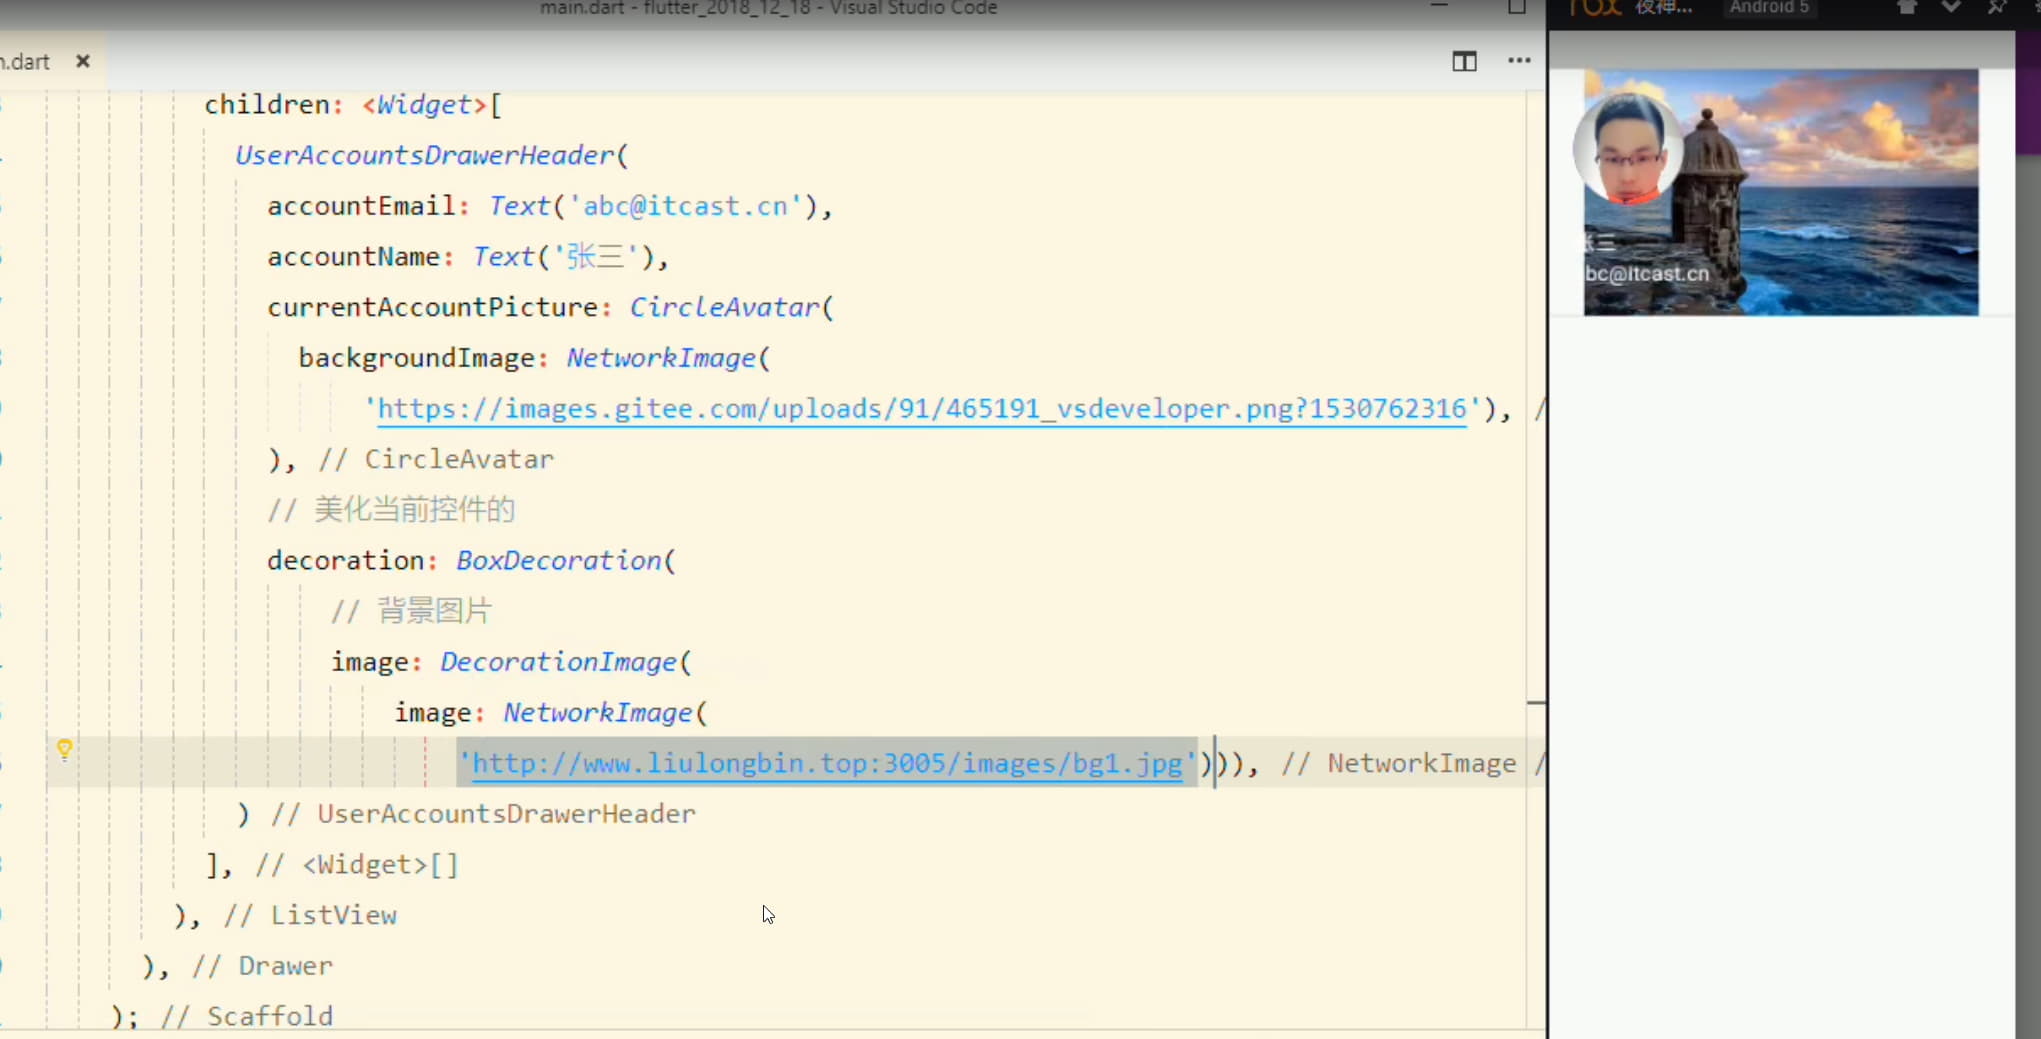 main.dart - flutter_2018_12_18 - Visual Studio Code
nox 夜神... Android 5
n.dart ×
children: <Widget>[
UserAccountsDrawerHeader(
accountEmail: Text('abc@itcast.cn'),
accountName: Text('张三'),
currentAccountPicture: CircleAvatar(
backgroundImage: NetworkImage(
'https://images.gitee.com/uploads/91/465191_vsdeveloper.png?1530762316'), /
), // CircleAvatar
// 美化当前控件的
decoration: BoxDecoration(
// 背景图片
image: DecorationImage(
image: NetworkImage(
'http://www.liulongbin.top:3005/images/bg1.jpg'))), // NetworkImage /
) // UserAccountsDrawerHeader
], // <Widget>[]
), // ListView
), // Drawer
); // Scaffold
张三
bc@itcast.cn